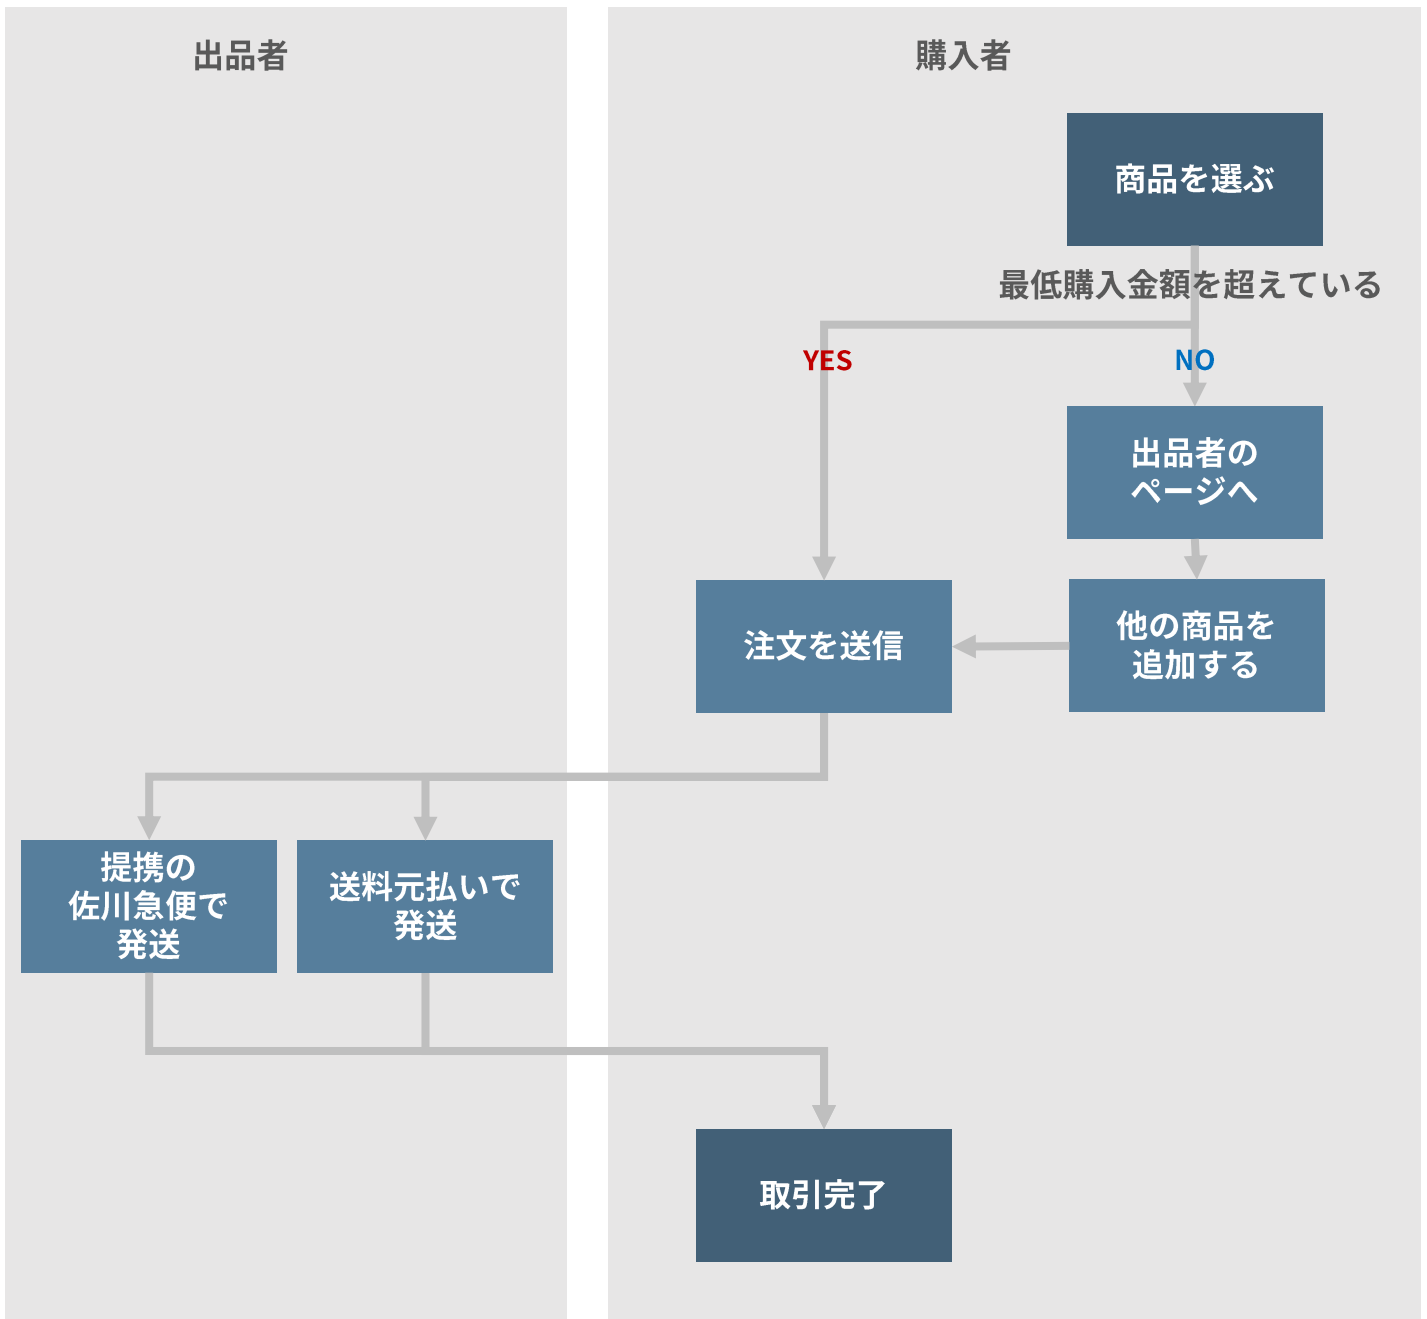 出品者
購入者
商品を選ぶ
最低購入金額を超えている
YES
NO
出品者の
ページへ
注文を送信
他の商品を
追加する
提携の
佐川急便で
発送
送料元払いで
発送
取引完了